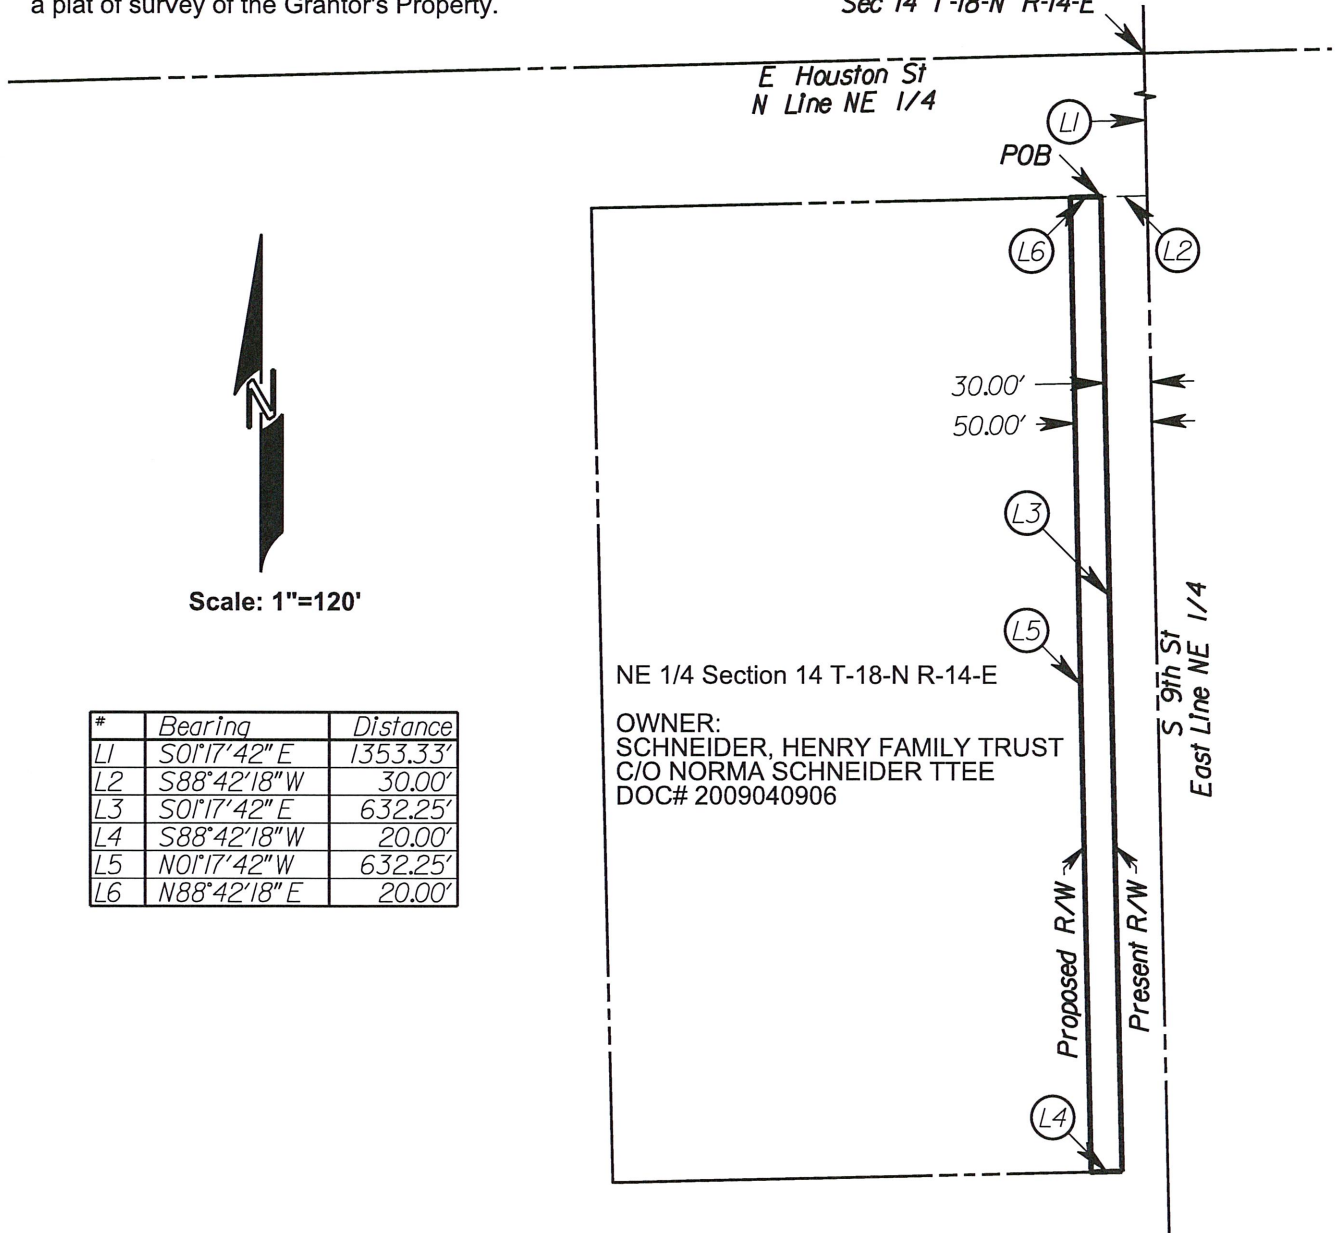 a plat of survey of the Grantor's Property.
Sec 14 T-18-N R-14-E
E Houston St
N Line NE 1/4
L1
POB
L6
L2
30.00'
50.00'
L3
Scale: 1"=120'
L5
NE 1/4 Section 14 T-18-N R-14-E
OWNER:
SCHNEIDER, HENRY FAMILY TRUST
C/O NORMA SCHNEIDER TTEE
DOC# 2009040906
S 9th St
East Line NE 1/4
# Bearing Distance
L1 S01°17'42" E 1353.33'
L2 S88°42'18" W 30.00'
L3 S01°17'42" E 632.25'
L4 S88°42'18" W 20.00'
L5 N01°17'42" W 632.25'
L6 N88°42'18" E 20.00'
Proposed R/W
Present R/W
L4
N